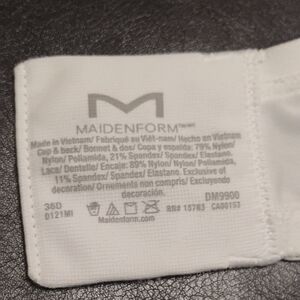 M
MAIDENFORM™ᴹᴰ
Made in Vietnam/ Fabriqué au Viêt-nam/ Hecho en Vietnam
Cup & back/ Bonnet & dos/ Copa y espalda: 79% Nylon/
Nylon/ Poliamida, 21% Spandex/ Spandex/ Elastano.
Lace/ Dentelle/ Encaje: 89% Nylon/ Nylon/ Poliamida,
11% Spandex/ Spandex/ Elastano. Exclusive of
decoration/ Ornements non compris/ Excluyendo
decoración.
36D DM9900
0121MI RN# 15763 CA00153
Maidenform.com